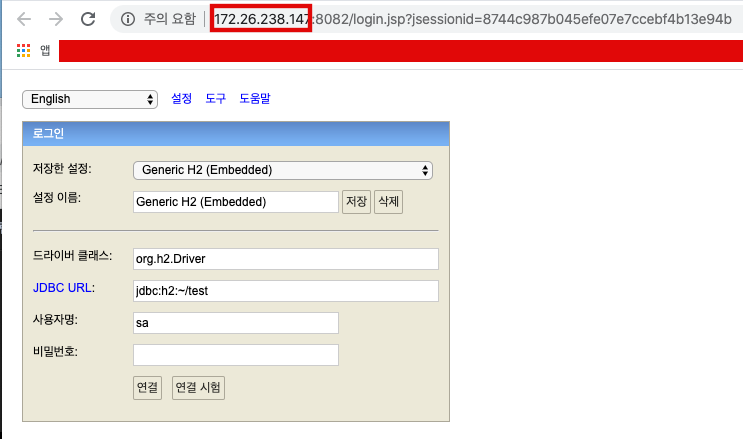 주의 요함 172.26.238.147:8082/login.jsp?jsessionid=8744c987b045efe07e7ccebf4b13e94b
앱
English 설정 도구 도움말
로그인
저장한 설정: Generic H2 (Embedded)
설정 이름: Generic H2 (Embedded) 저장 삭제
드라이버 클래스: org.h2.Driver
JDBC URL: jdbc:h2:~/test
사용자명: sa
비밀번호:
연결 연결 시험